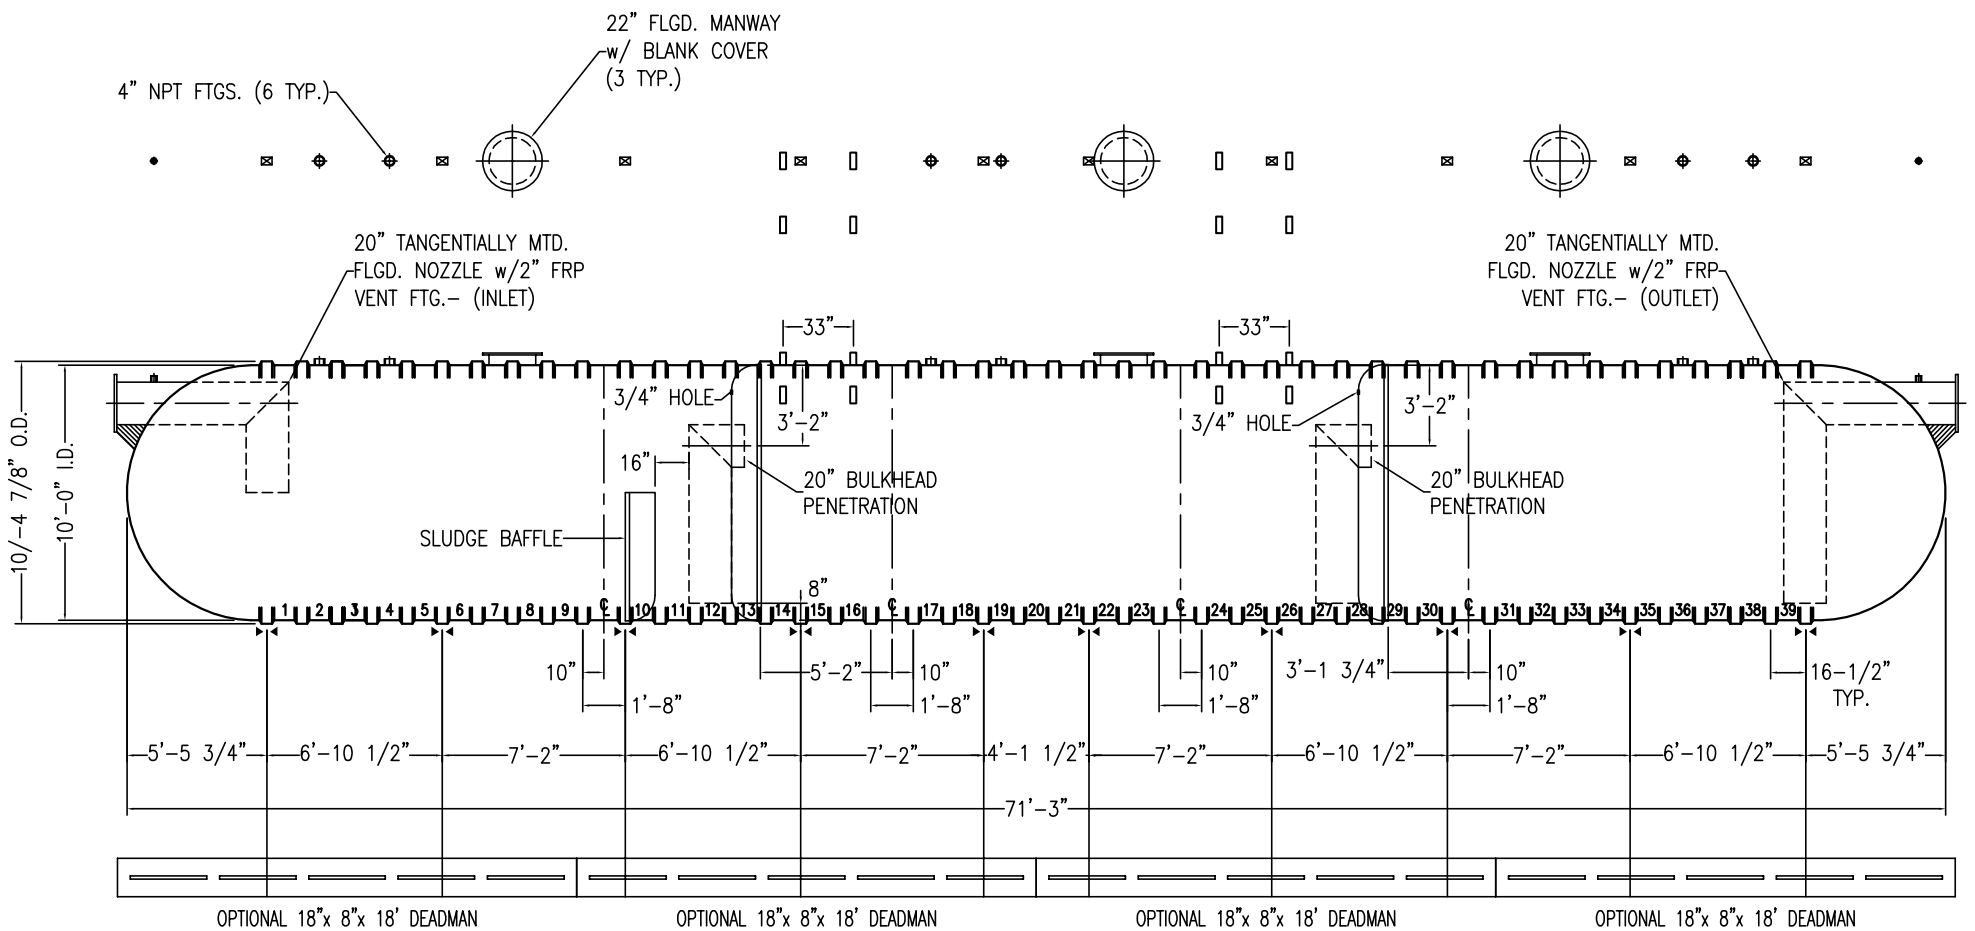 22” FLGD. MANWAY
w/ BLANK COVER
(3 TYP.)
4” NPT FTGS. (6 TYP.)
20” TANGENTIALLY MTD.
FLGD. NOZZLE w/2” FRP
VENT FTG.– (INLET)
20” TANGENTIALLY MTD.
FLGD. NOZZLE w/2” FRP
VENT FTG.– (OUTLET)
33”
33”
3/4” HOLE
3’–2”
3/4” HOLE
3’–2”
10/–4 7/8” O.D.
10’–0” I.D.
16”
20” BULKHEAD
PENETRATION
20” BULKHEAD
PENETRATION
SLUDGE BAFFLE
8”
1 2 3 4 5 6 7 8 9 ℄ 10 11 12 13 14 15 16 ℄ 17 18 19 20 21 22 23 ℄ 24 25 26 27 28 29 30 ℄ 31 32 33 34 35 36 37 38 39
10” 5’–2” 10” 10” 3’–1 3/4” 10” 16–1/2”
TYP.
1’–8” 1’–8” 1’–8” 1’–8”
5’–5 3/4” 6’–10 1/2” 7’–2” 6’–10 1/2” 7’–2” 4’–1 1/2” 7’–2” 6’–10 1/2” 7’–2” 6’–10 1/2” 5’–5 3/4”
71’–3”
OPTIONAL 18”x 8”x 18’ DEADMAN
OPTIONAL 18”x 8”x 18’ DEADMAN
OPTIONAL 18”x 8”x 18’ DEADMAN
OPTIONAL 18”x 8”x 18’ DEADMAN